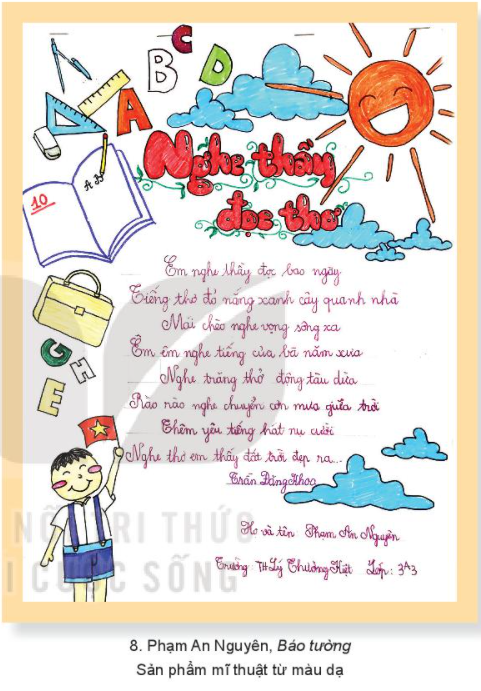 C
B D
A
Nghe thầy
đọc thơ
10
A B
Em nghe thầy đọc bao ngày
Tiếng thơ đỏ nắng xanh cây quanh nhà
Mái chèo nghe vọng sông xa
Êm êm nghe tiếng của bà năm xưa
Nghe trăng thở động tàu dừa
Rào rào nghe chuyển cơn mưa giữa trời
Thêm yêu tiếng hát nụ cười
Nghe thơ em thấy đất trời đẹp ra...
Trần Đăng Khoa
G
H
E
Họ và tên Phạm An Nguyên
Trường: TH Lý Thường Kiệt Lớp: 3A3
TRI THỨC
CUỘC SỐNG
8. Phạm An Nguyên, Báo tường
Sản phẩm mĩ thuật từ màu dạ